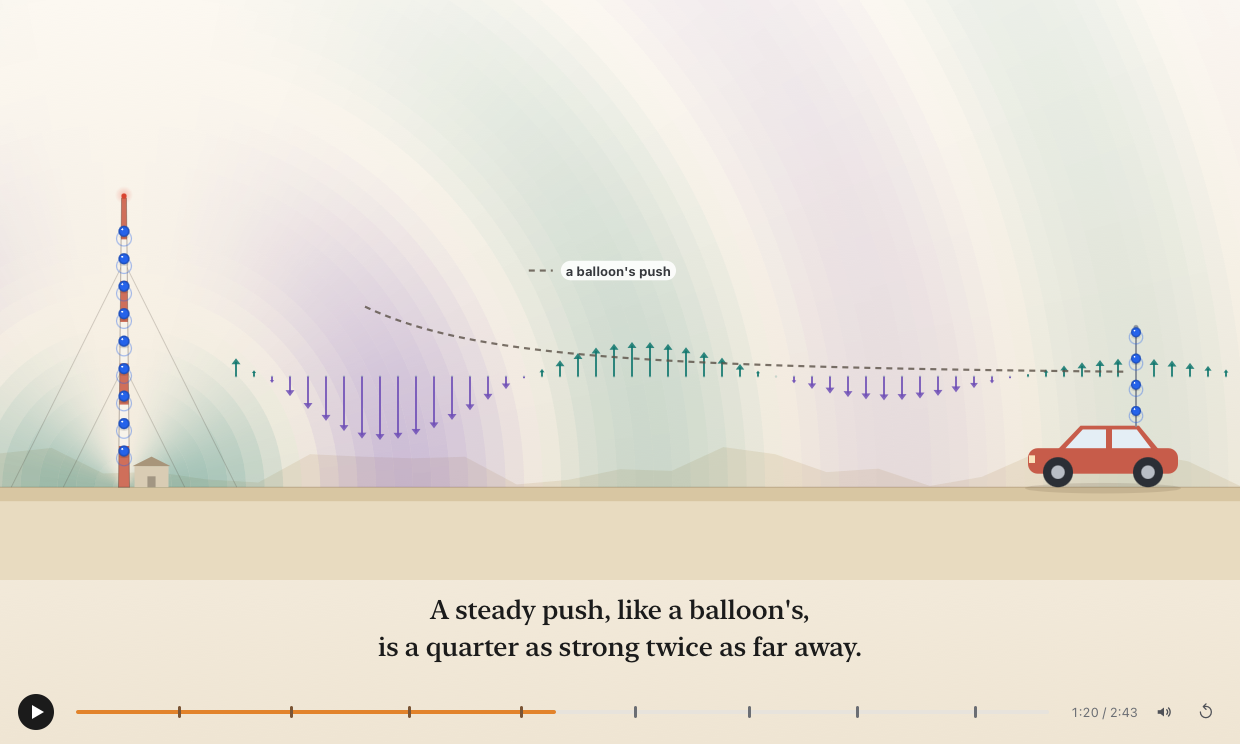 a balloon's push
A steady push, like a balloon's,
is a quarter as strong twice as far away.
1:20 / 2:43